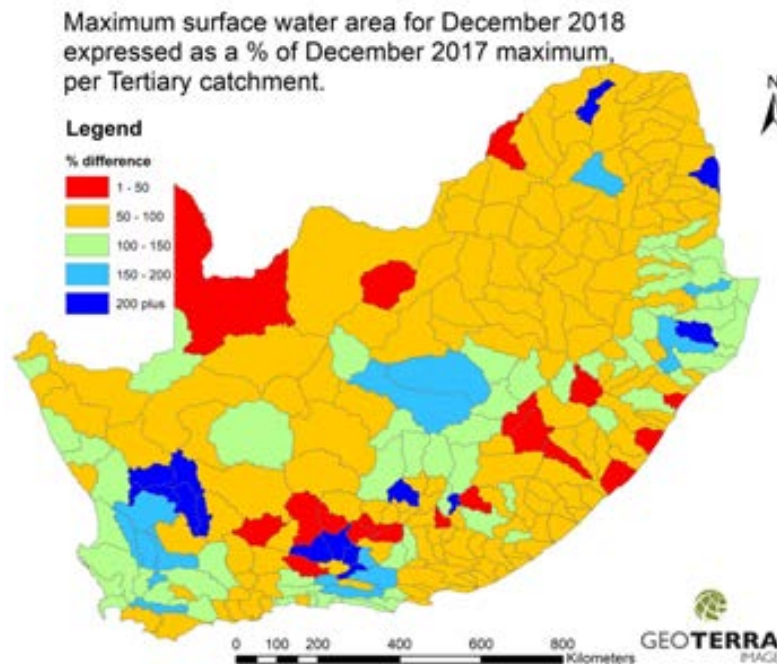 Maximum surface water area for December 2018
expressed as a % of December 2017 maximum,
per Tertiary catchment.
N
Legend
% difference
1 - 50
50 - 100
100 - 150
150 - 200
200 plus
0 100 200 400 600 800
Kilometers
GEOTERRA
IMAGE